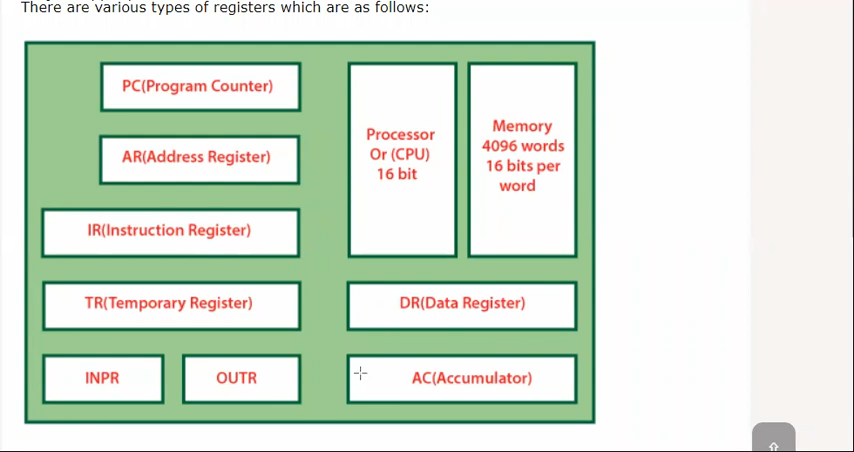 There are various types of registers which are as follows:
PC(Program Counter)
AR(Address Register)
IR(Instruction Register)
TR(Temporary Register)
INPR
OUTR
Processor
Or (CPU)
16 bit
Memory
4096 words
16 bits per
word
DR(Data Register)
AC(Accumulator)